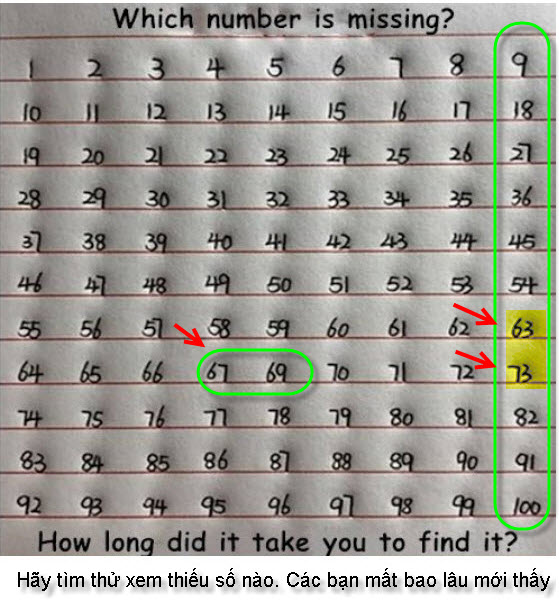 Which number is missing?
1 2 3 4 5 6 7 8 9
10 11 12 13 14 15 16 17 18
19 20 21 22 23 24 25 26 27
28 29 30 31 32 33 34 35 36
37 38 39 40 41 42 43 44 45
46 47 48 49 50 51 52 53 54
55 56 57 58 59 60 61 62 63
64 65 66 67 69 70 71 72 73
74 75 76 77 78 79 80 81 82
83 84 85 86 87 88 89 90 91
92 93 94 95 96 97 98 99 100
How long did it take you to find it?
Hãy tìm thử xem thiếu số nào. Các bạn mất bao lâu mới thấy